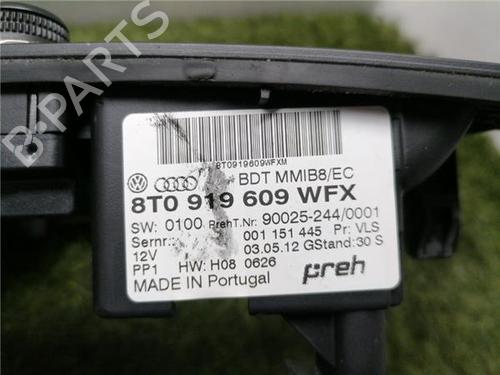 B-PARTS
8T0919609WFXM
BDT MMIB8/EC
8T0 919 609 WFX
SW: 0100 PrehT.Nr: 90025-244/0001
Sernr.: 001 151 445 Pr: VLS
12V 03.05.12 GStand: 30 S
PP1 HW: H08 0626
MADE IN Portugal preh